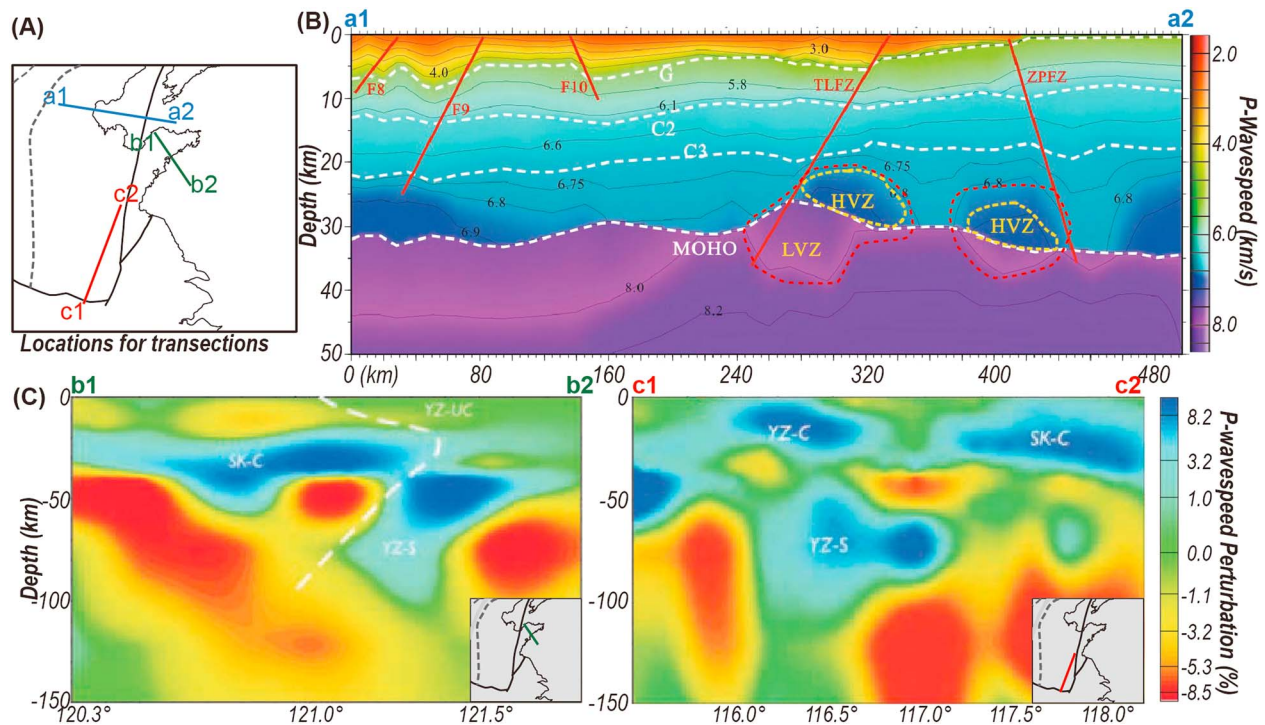 (A)
a1
a2
b1
b2
c2
c1
Locations for transections
(B)
a1
a2
0
10
20
30
40
50
Depth (km)
F8
F9
F10
TLFZ
ZPFZ
G
C2
C3
MOHO
HVZ
HVZ
LVZ
4.0
3.0
5.8
6.1
6.6
6.75
6.75
6.8
6.8
6.8
6.9
8.0
8.2
0 (km)
80
160
240
320
400
480
2.0
4.0
6.0
8.0
P-Wavespeed (km/s)
(C)
b1
b2
0
-50
-100
-150
Depth (km)
YZ-UC
SK-C
YZ-S
120.3°
121.0°
121.5°
c1
c2
0
-50
-100
-150
YZ-C
SK-C
YZ-S
116.0°
116.5°
117.0°
117.5°
118.0°
8.2
3.2
1.0
0.0
-1.1
-3.2
-5.3
-8.5
P-wavespeed Perturbation (%)